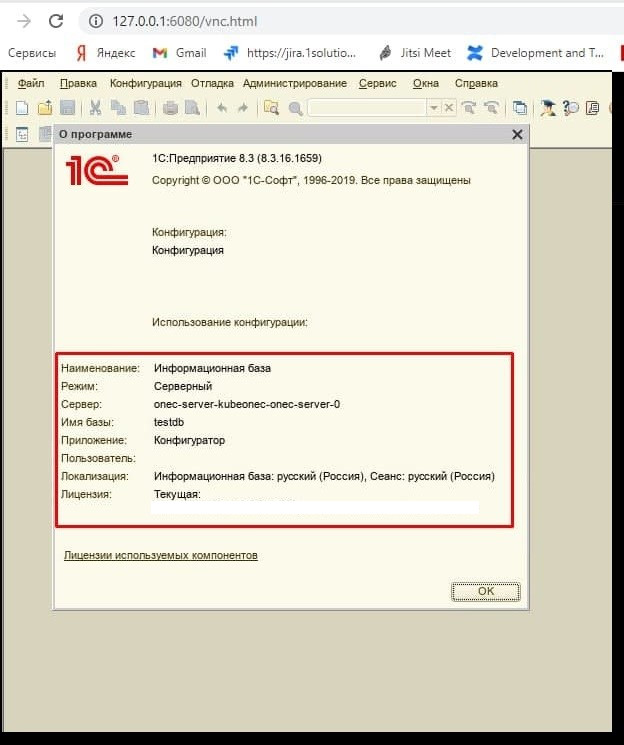 127.0.0.1:6080/vnc.html
Сервисы Яндекс Gmail https://jira.1solutio... Jitsi Meet Development and T...
Файл Правка Конфигурация Отладка Администрирование Сервис Окна Справка
О программе
1С® 1С:Предприятие 8.3 (8.3.16.1659)
Copyright © ООО "1С-Софт", 1996-2019. Все права защищены
Конфигурация:
Конфигурация
Использование конфигурации:
Наименование: Информационная база
Режим: Серверный
Сервер: onec-server-kubeonec-onec-server-0
Имя базы: testdb
Приложение: Конфигуратор
Пользователь:
Локализация: Информационная база: русский (Россия), Сеанс: русский (Россия)
Лицензия: Текущая:
Лицензии используемых компонентов
OK